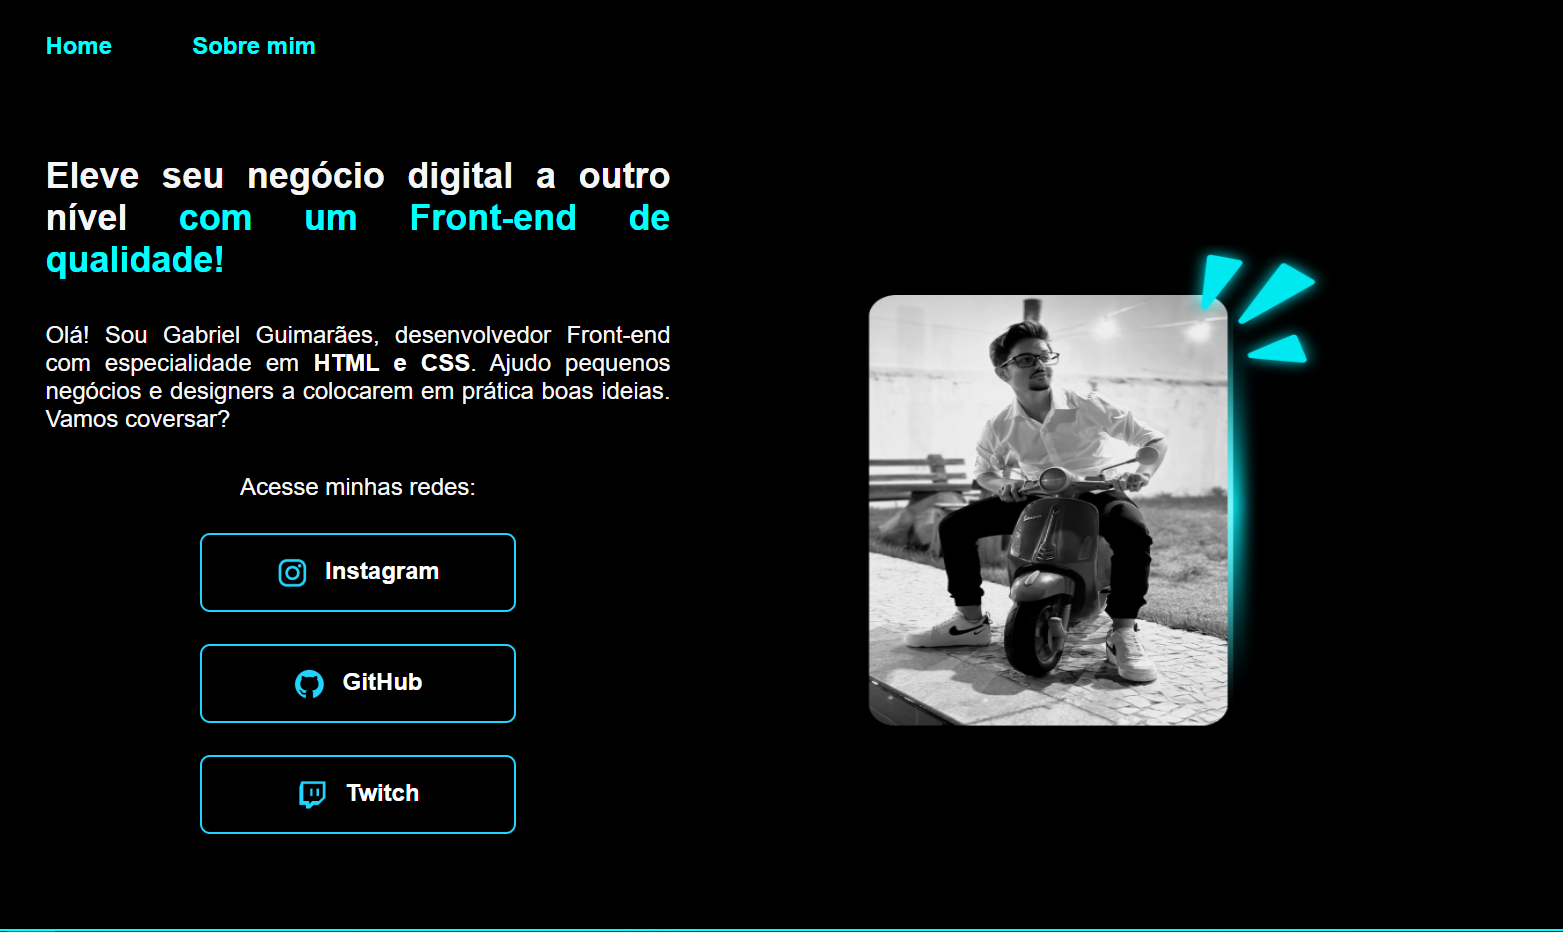 Home Sobre mim
Eleve seu negócio digital a outro
nível com um Front-end de
qualidade!
Olá! Sou Gabriel Guimarães, desenvolvedor Front-end
com especialidade em HTML e CSS. Ajudo pequenos
negócios e designers a colocarem em prática boas ideias.
Vamos coversar?
Acesse minhas redes:
Instagram
GitHub
Twitch